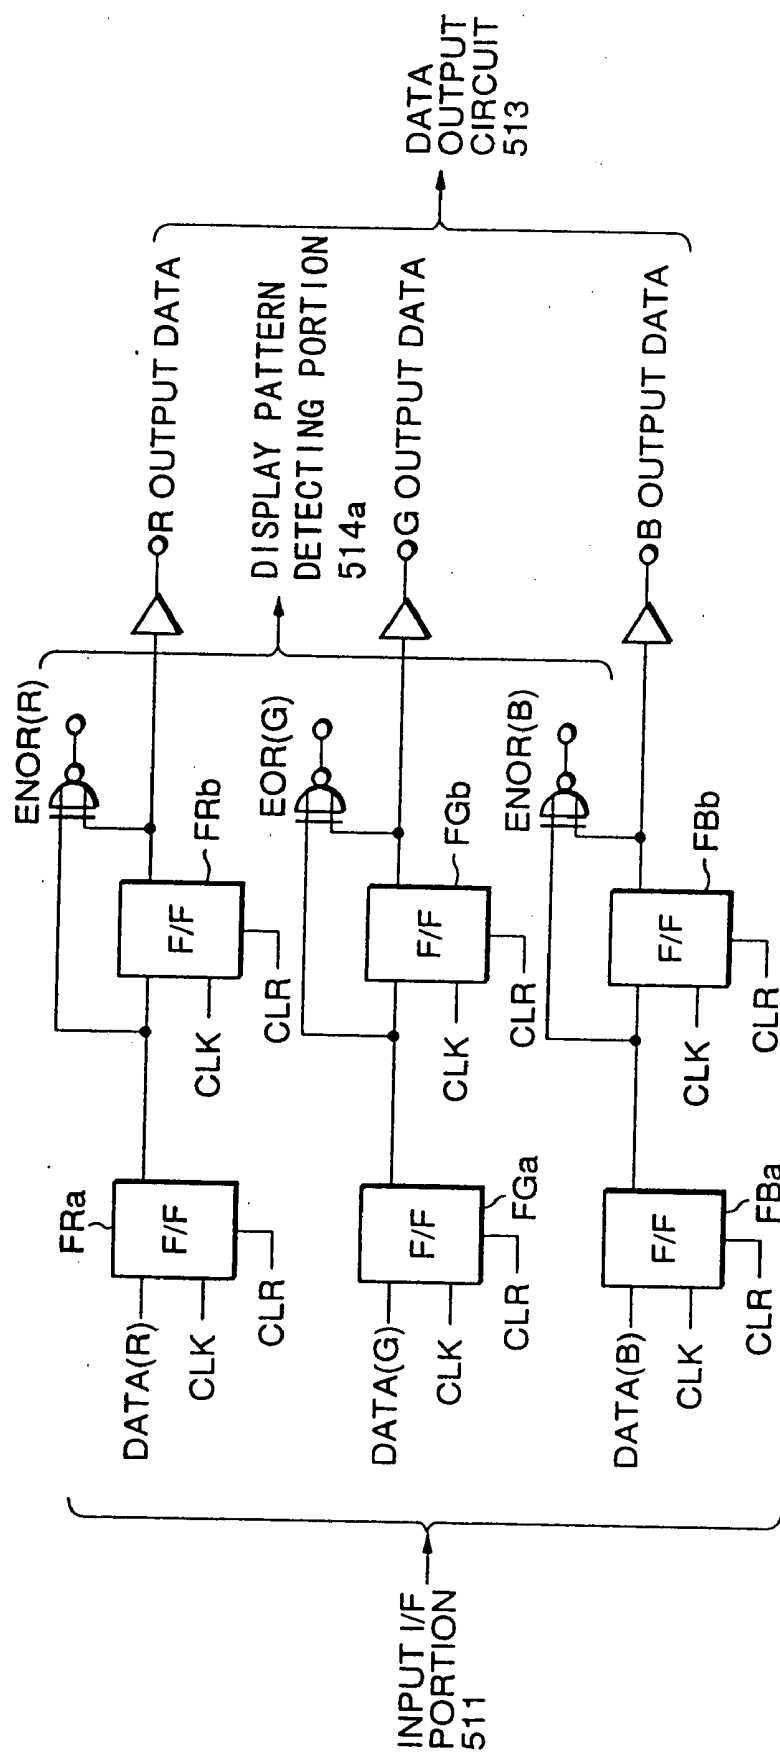 INPUT I/F
PORTION
511
DATA(R)
CLK
CLR
FRa
F/F
CLK
CLR
F/F
FRb
ENOR(R)
R OUTPUT DATA
DISPLAY PATTERN
DETECTING PORTION
514a
DATA(G)
CLK
CLR
F/F
FGa
CLK
CLR
F/F
FGb
EOR(G)
G OUTPUT DATA
DATA(B)
CLK
CLR
F/F
FBa
CLK
CLR
F/F
FBb
ENOR(B)
B OUTPUT DATA
DATA
OUTPUT
CIRCUIT
513